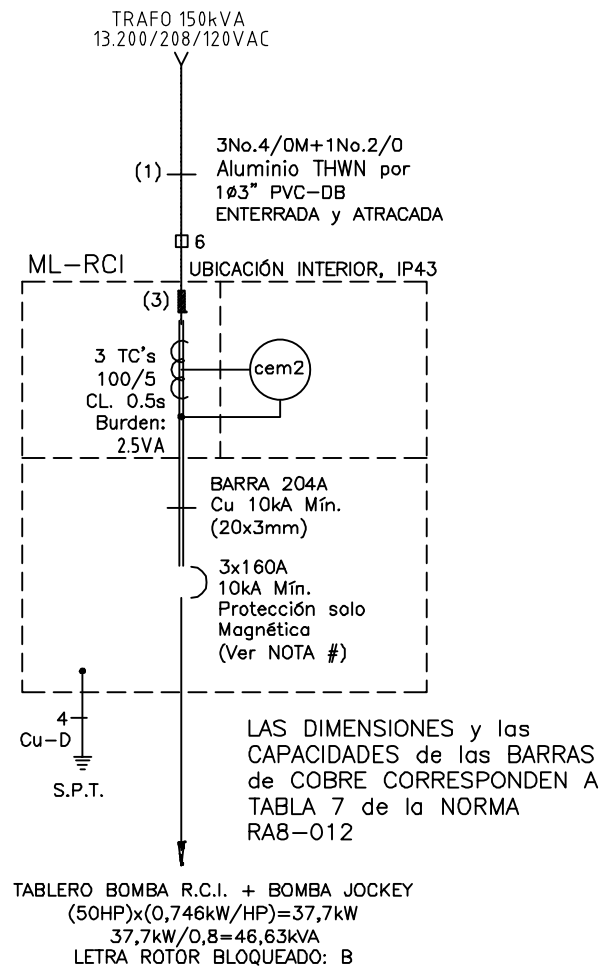 TRAFO 150kVA
13.200/208/120VAC
3No.4/0M+1No.2/0
Aluminio THWN por
1ø3" PVC-DB
ENTERRADA y ATRACADA
(1)
6
ML-RCI
UBICACIÓN INTERIOR, IP43
(3)
3 TC's
100/5
CL. 0.5s
Burden:
2.5VA
cem2
BARRA 204A
Cu 10kA Mín.
(20x3mm)
3x160A
10kA Mín.
Protección solo
Magnética
(Ver NOTA #)
4
Cu-D
S.P.T.
LAS DIMENSIONES y las
CAPACIDADES de las BARRAS
de COBRE CORRESPONDEN A
TABLA 7 de la NORMA
RA8-012
TABLERO BOMBA R.C.I. + BOMBA JOCKEY
(50HP)x(0,746kW/HP)=37,7kW
37,7kW/0,8=46,63kVA
LETRA ROTOR BLOQUEADO: B